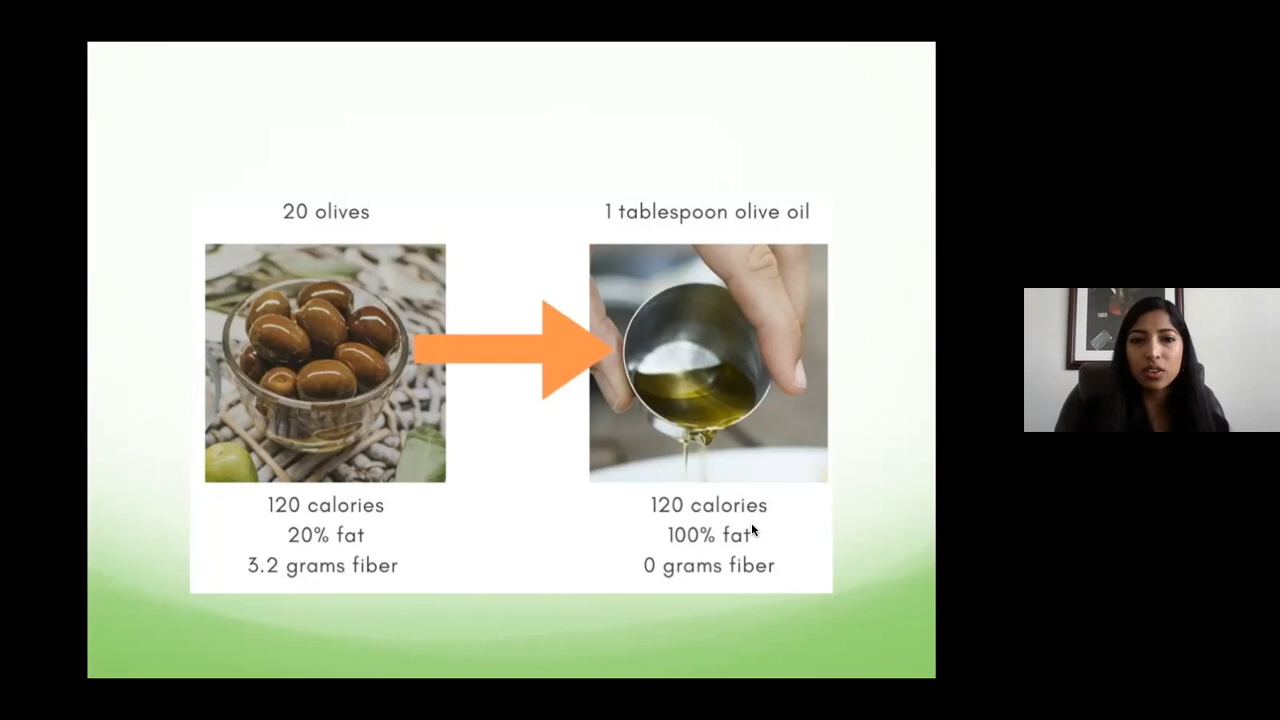 20 olives
1 tablespoon olive oil
120 calories
20% fat
3.2 grams fiber
120 calories
100% fat
0 grams fiber